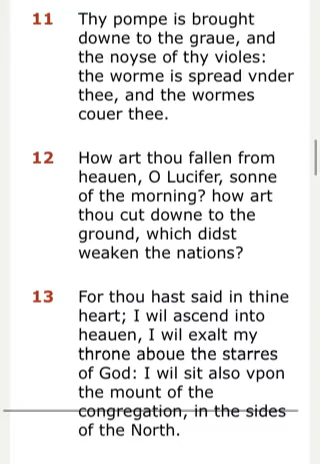 11 Thy pompe is brought
downe to the graue, and
the noyse of thy violes:
the worme is spread vnder
thee, and the wormes
couer thee.
12 How art thou fallen from
heauen, O Lucifer, sonne
of the morning? how art
thou cut downe to the
ground, which didst
weaken the nations?
13 For thou hast said in thine
heart; I wil ascend into
heauen, I wil exalt my
throne aboue the starres
of God: I wil sit also vpon
the mount of the
congregation, in the sides
of the North.